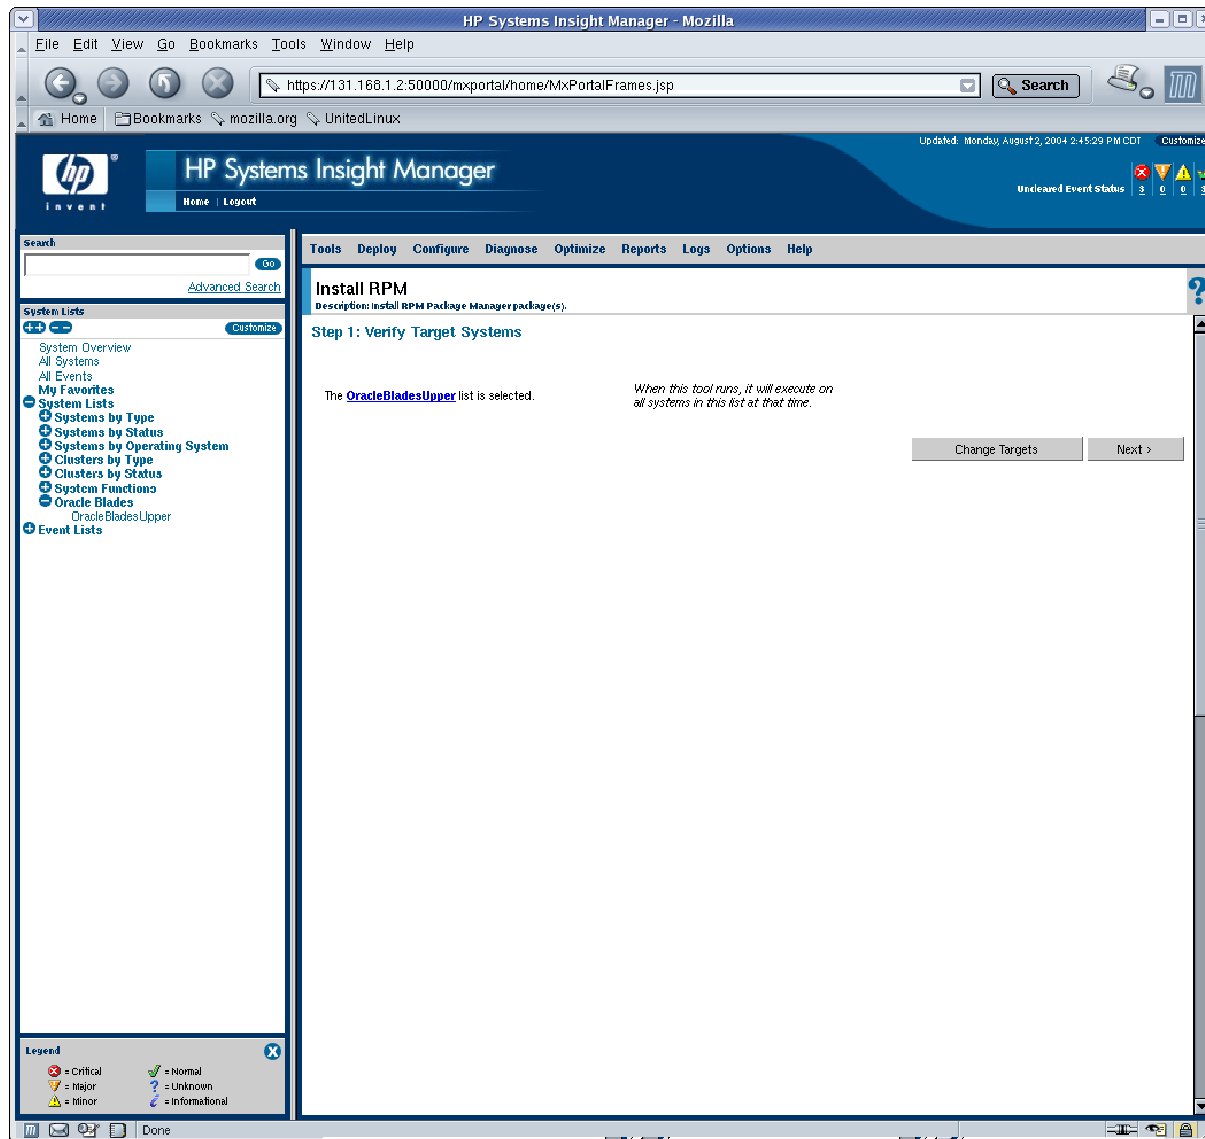 HP Systems Insight Manager - Mozilla
File Edit View Go Bookmarks Tools Window Help
https://131.168.1.2:50000/mxportal/home/MxPortalFrames.jsp
Search
m
Home Bookmarks mozilla.org UnitedLinux
Updated: Monday, August 2, 2004 2:45:29 PM CDT Customize
hp
invent
HP Systems Insight Manager
Home | Logout
Uncleared Event Status 3 0 0 3
Search
Go
Advanced Search
System Lists
Customize
System Overview
All Systems
All Events
My Favorites
System Lists
Systems by Type
Systems by Status
Systems by Operating System
Clusters by Type
Clusters by Status
System Functions
Oracle Blades
OracleBladesUpper
Event Lists
Tools Deploy Configure Diagnose Optimize Reports Logs Options Help
Install RPM
Description: Install RPM Package Manager package(s).
?
Step 1: Verify Target Systems
The OracleBladesUpper list is selected.
When this tool runs, it will execute on
all systems in this list at that time.
Change Targets Next >
Legend
= Critical = Normal
= Major ? = Unknown
= Minor i = Informational
Done